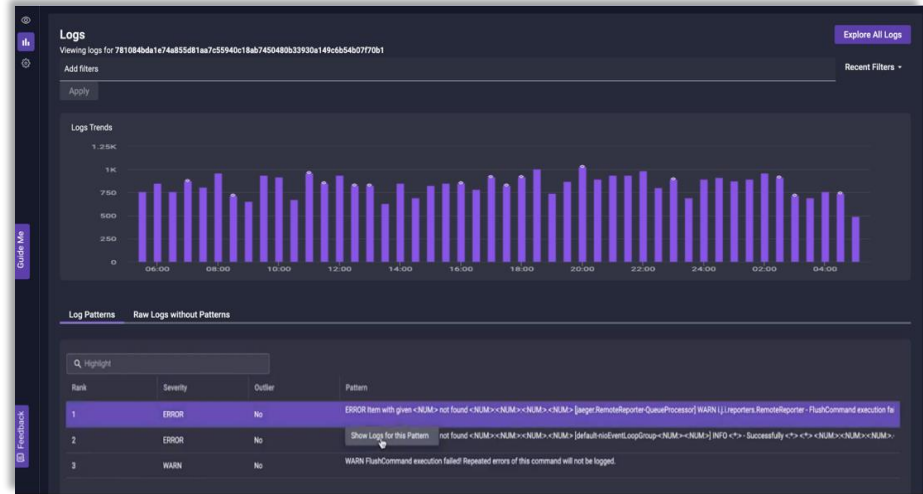 Logs
Explore All Logs
Viewing logs for 781084bda1e74a855d81aa7c55940c18ab7450480b33930a149c6b54b07f70b1
Add filters
Recent Filters
Apply
Logs Trends
1.25K
1K
750
500
250
0
06:00 08:00 10:00 12:00 14:00 16:00 18:00 20:00 22:00 24:00 02:00 04:00
Guide Me
Log Patterns Raw Logs without Patterns
Highlight
Rank Severity Outlier Pattern
1 ERROR No ERROR Item with given <NUM> not found <NUM><NUM><NUM>.<NUM> [jaeger.RemoteReporter-QueueProcessor] WARN i.j.i.reporters.RemoteReporter - FlushCommand execution fai
2 ERROR No Show Logs for this Pattern not found <NUM><NUM><NUM>.<NUM> [default-nioEventLoopGroup-<NUM>-<NUM>] INFO <*> - Successfully <*> <*> <NUM><NUM><NUM>.
3 WARN No WARN FlushCommand execution failed! Repeated errors of this command will not be logged.
Feedback